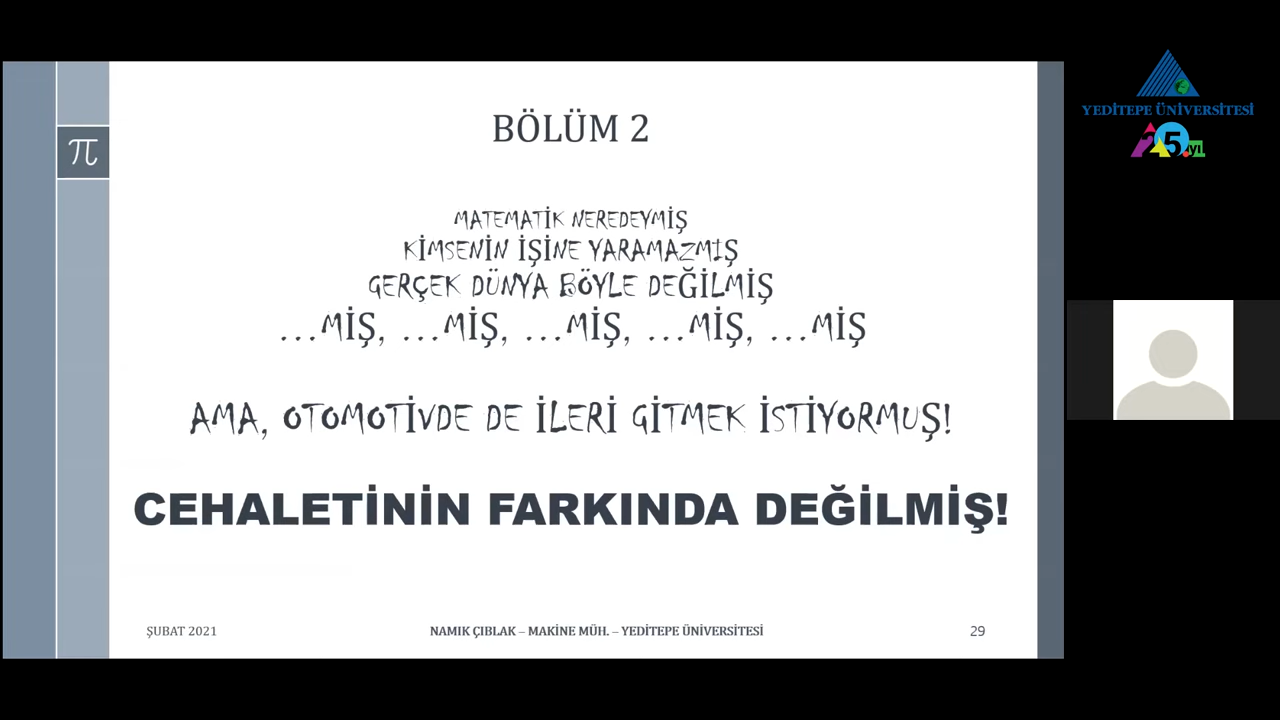 BÖLÜM 2
π
MATEMATİK NEREDEYMİŞ
KİMSENİN İŞİNE YARAMAZMIŞ
GERÇEK DÜNYA BÖYLE DEĞİLMİŞ
...MİŞ, ...MİŞ, ...MİŞ, ...MİŞ, ...MİŞ
AMA, OTOMOTİVDE DE İLERİ GİTMEK İSTİYORMUŞ!
CEHALETİNİN FARKINDA DEĞİLMİŞ!
ŞUBAT 2021
NAMIK ÇIBLAK – MAKİNE MÜH. – YEDİTEPE ÜNİVERSİTESİ
29
YEDİTEPE ÜNİVERSİTESİ
25.yıl